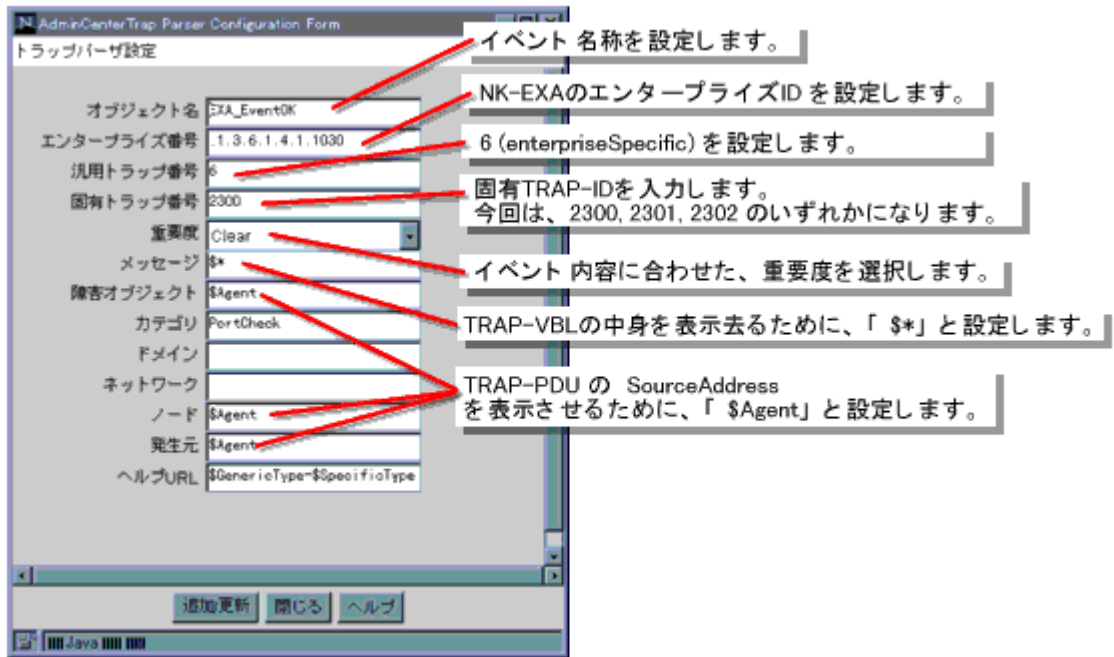 AdminCenterTrap Parser Configuration Form
トラップパーザ設定
オブジェクト名 EXA_EventOK
エンタープライズ番号 .1.3.6.1.4.1.1030
汎用トラップ番号 6
固有トラップ番号 2300
重要度 Clear
メッセージ $*
障害オブジェクト $Agent
カテゴリ PortCheck
ドメイン
ネットワーク
ノード $Agent
発生元 $Agent
ヘルプURL $GenericType-$SpecificType
追加更新 閉じる ヘルプ
Java
イベント 名称を設定します。
NK-EXAのエンタープライズID を設定します。
6 (enterpriseSpecific) を設定します。
固有TRAP-IDを入力します。
今回は、2300, 2301, 2302 のいずれかになります。
イベント 内容に合わせた、重要度を選択します。
TRAP-VBLの中身を表示去るために、「 $*」と設定します。
TRAP-PDU の SourceAddress
を表示させるために、「 $Agent」と設定します。